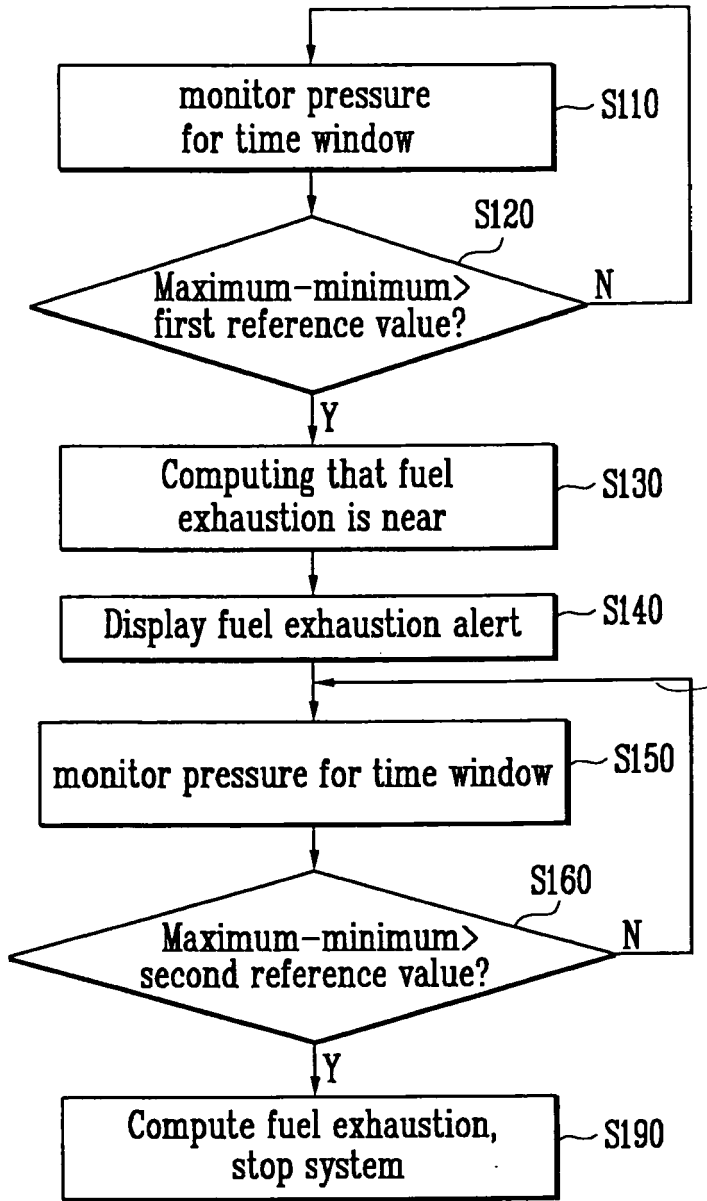 monitor pressure
for time window
S110
S120
Maximum-minimum>
first reference value?
N
Y
Computing that fuel
exhaustion is near
S130
Display fuel exhaustion alert
S140
monitor pressure for time window
S150
S160
Maximum-minimum>
second reference value?
N
Y
Compute fuel exhaustion,
stop system
S190